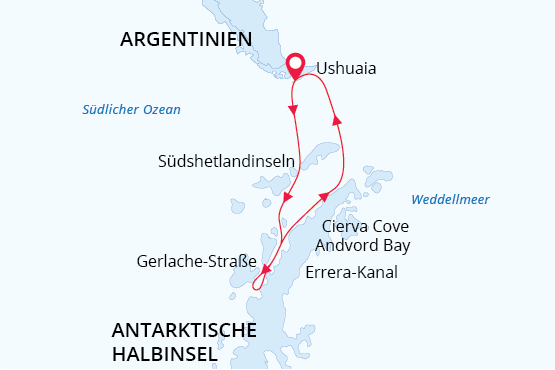 ARGENTINIEN
Ushuaia
Südlicher Ozean
Südshetlandinseln
Weddellmeer
Cierva Cove
Andvord Bay
Gerlache-Straße
Errera-Kanal
ANTARKTISCHE
HALBINSEL